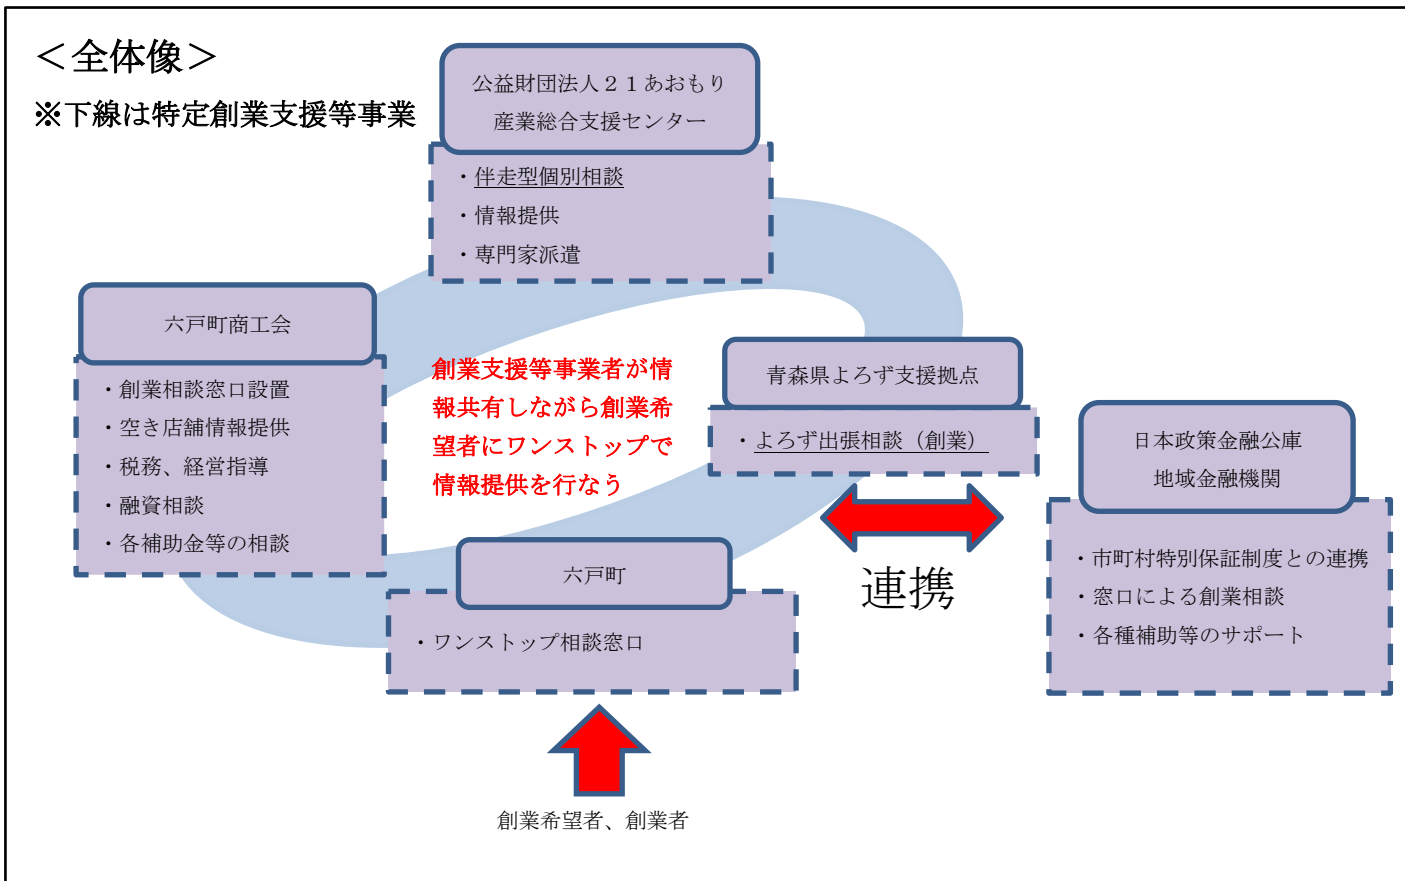 ＜全体像＞
※下線は特定創業支援等事業
公益財団法人２１あおもり
産業総合支援センター
・伴走型個別相談
・情報提供
・専門家派遣
六戸町商工会
・創業相談窓口設置
・空き店舗情報提供
・税務、経営指導
・融資相談
・各補助金等の相談
創業支援等事業者が情
報共有しながら創業希
望者にワンストップで
情報提供を行なう
青森県よろず支援拠点
・よろず出張相談（創業）
日本政策金融公庫
地域金融機関
・市町村特別保証制度との連携
・窓口による創業相談
・各種補助等のサポート
連携
六戸町
・ワンストップ相談窓口
創業希望者、創業者